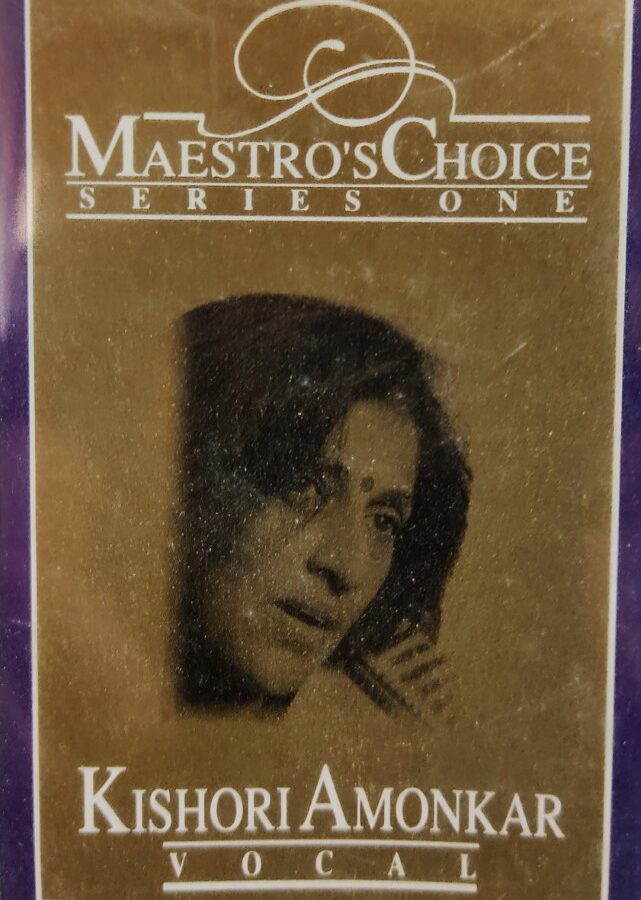 MAESTRO'S CHOICE
SERIES ONE
KISHORI AMONKAR
VOCAL